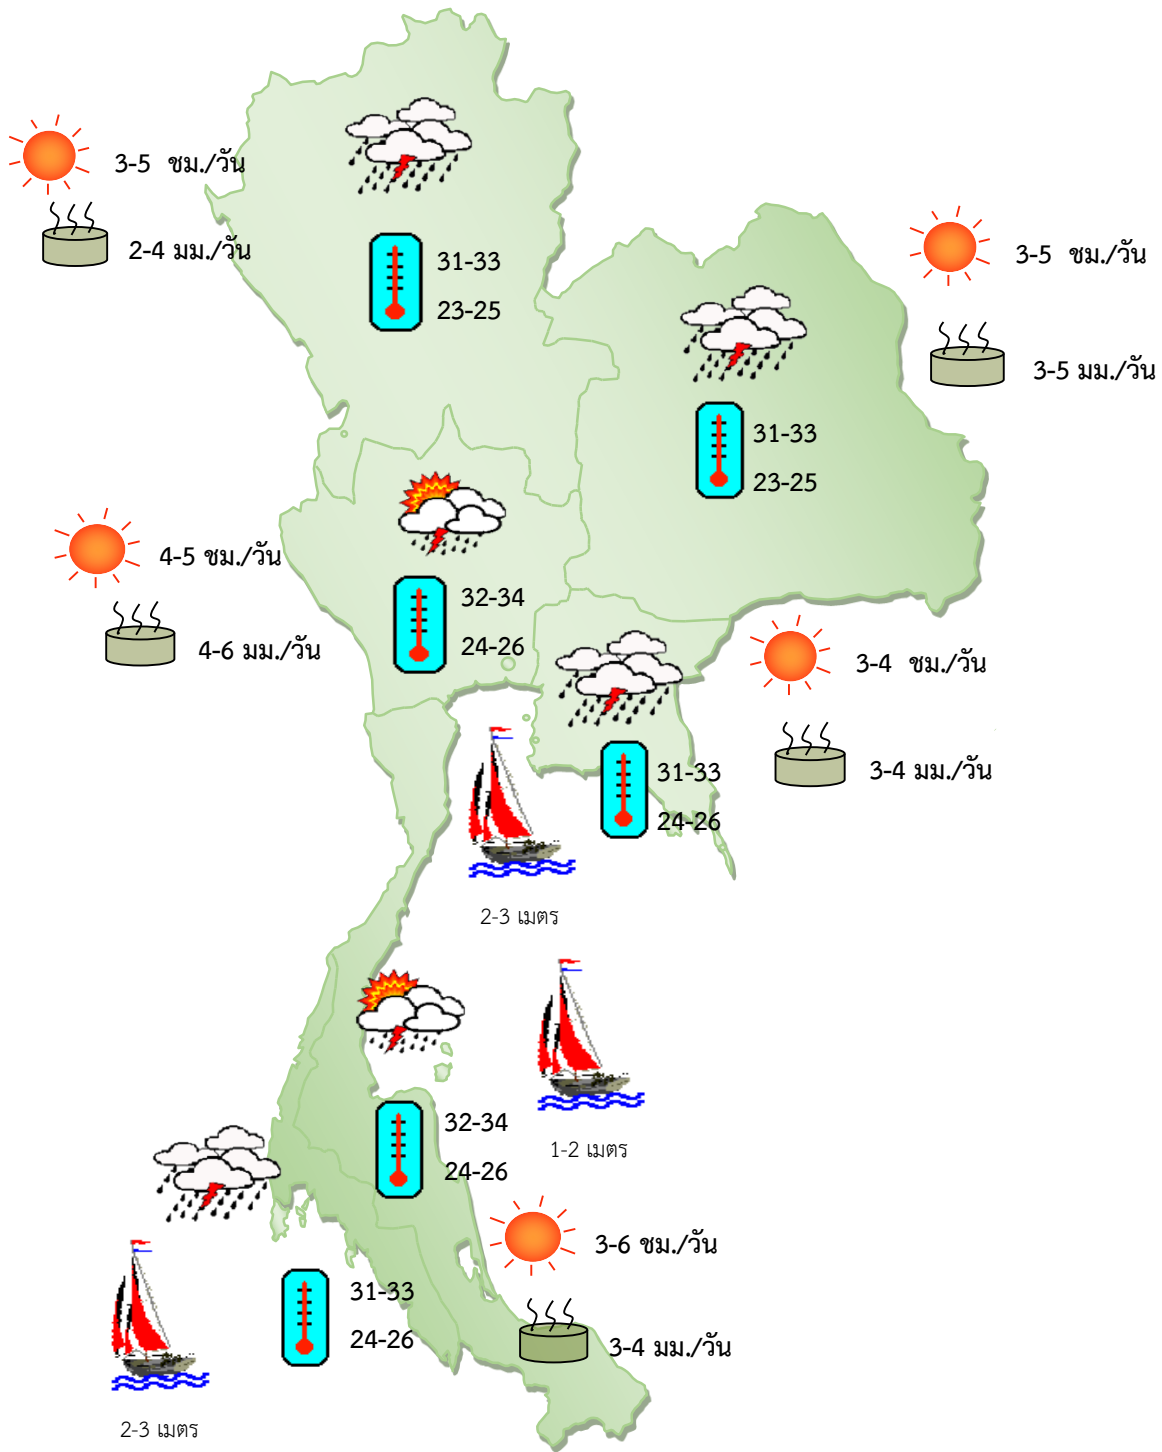 3-5 ชม./วัน
2-4 มม./วัน
31-33
23-25
3-5 ชม./วัน
3-5 มม./วัน
31-33
23-25
4-5 ชม./วัน
4-6 มม./วัน
32-34
24-26
3-4 ชม./วัน
3-4 มม./วัน
31-33
24-26
2-3 เมตร
32-34
24-26
1-2 เมตร
3-6 ชม./วัน
3-4 มม./วัน
31-33
24-26
2-3 เมตร